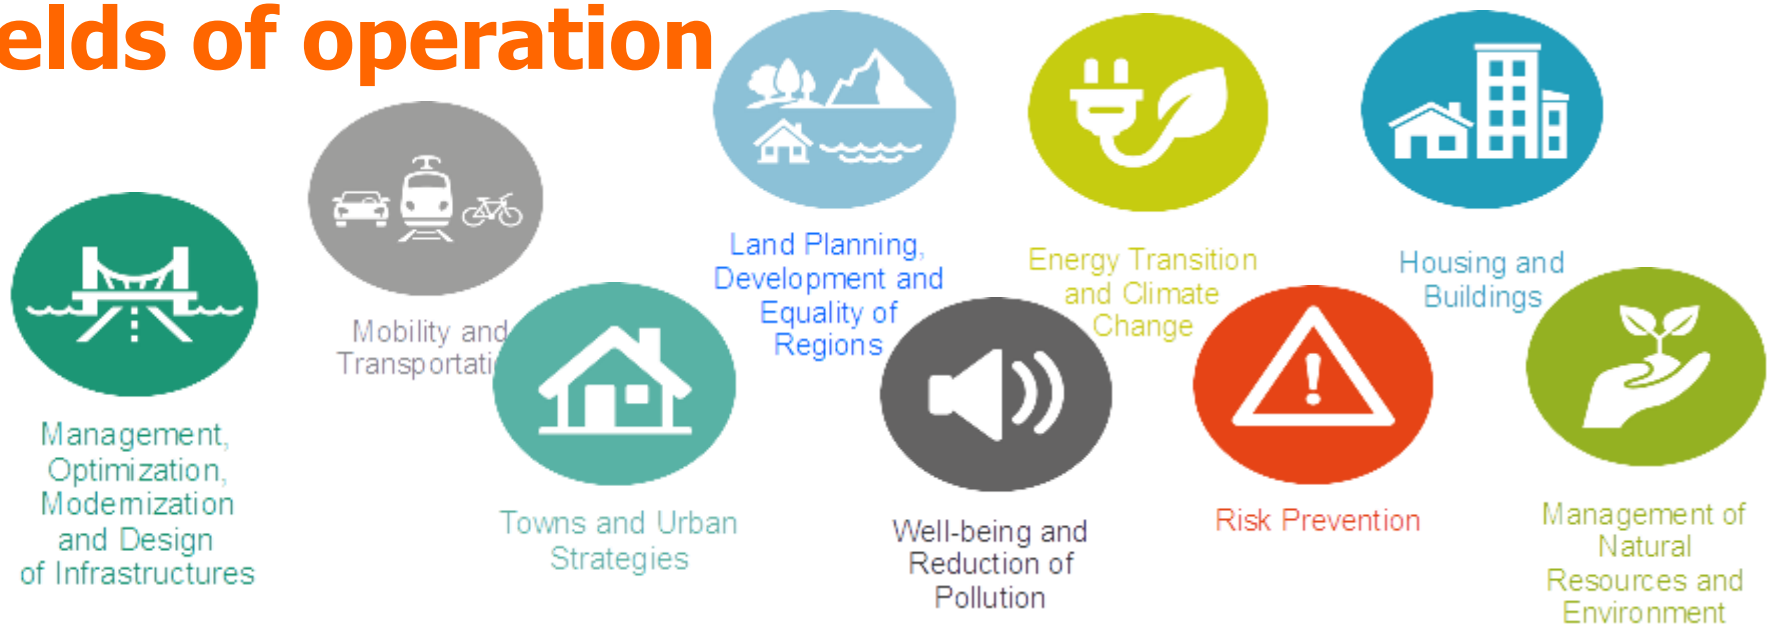 elds of operation
Management,
Optimization,
Modernization
and Design
of Infrastructures
Mobility and
Transportati
Towns and Urban
Strategies
Land Planning,
Development and
Equality of
Regions
Well-being and
Reduction of
Pollution
Energy Transition
and Climate
Change
Risk Prevention
Housing and
Buildings
Management of
Natural
Resources and
Environment